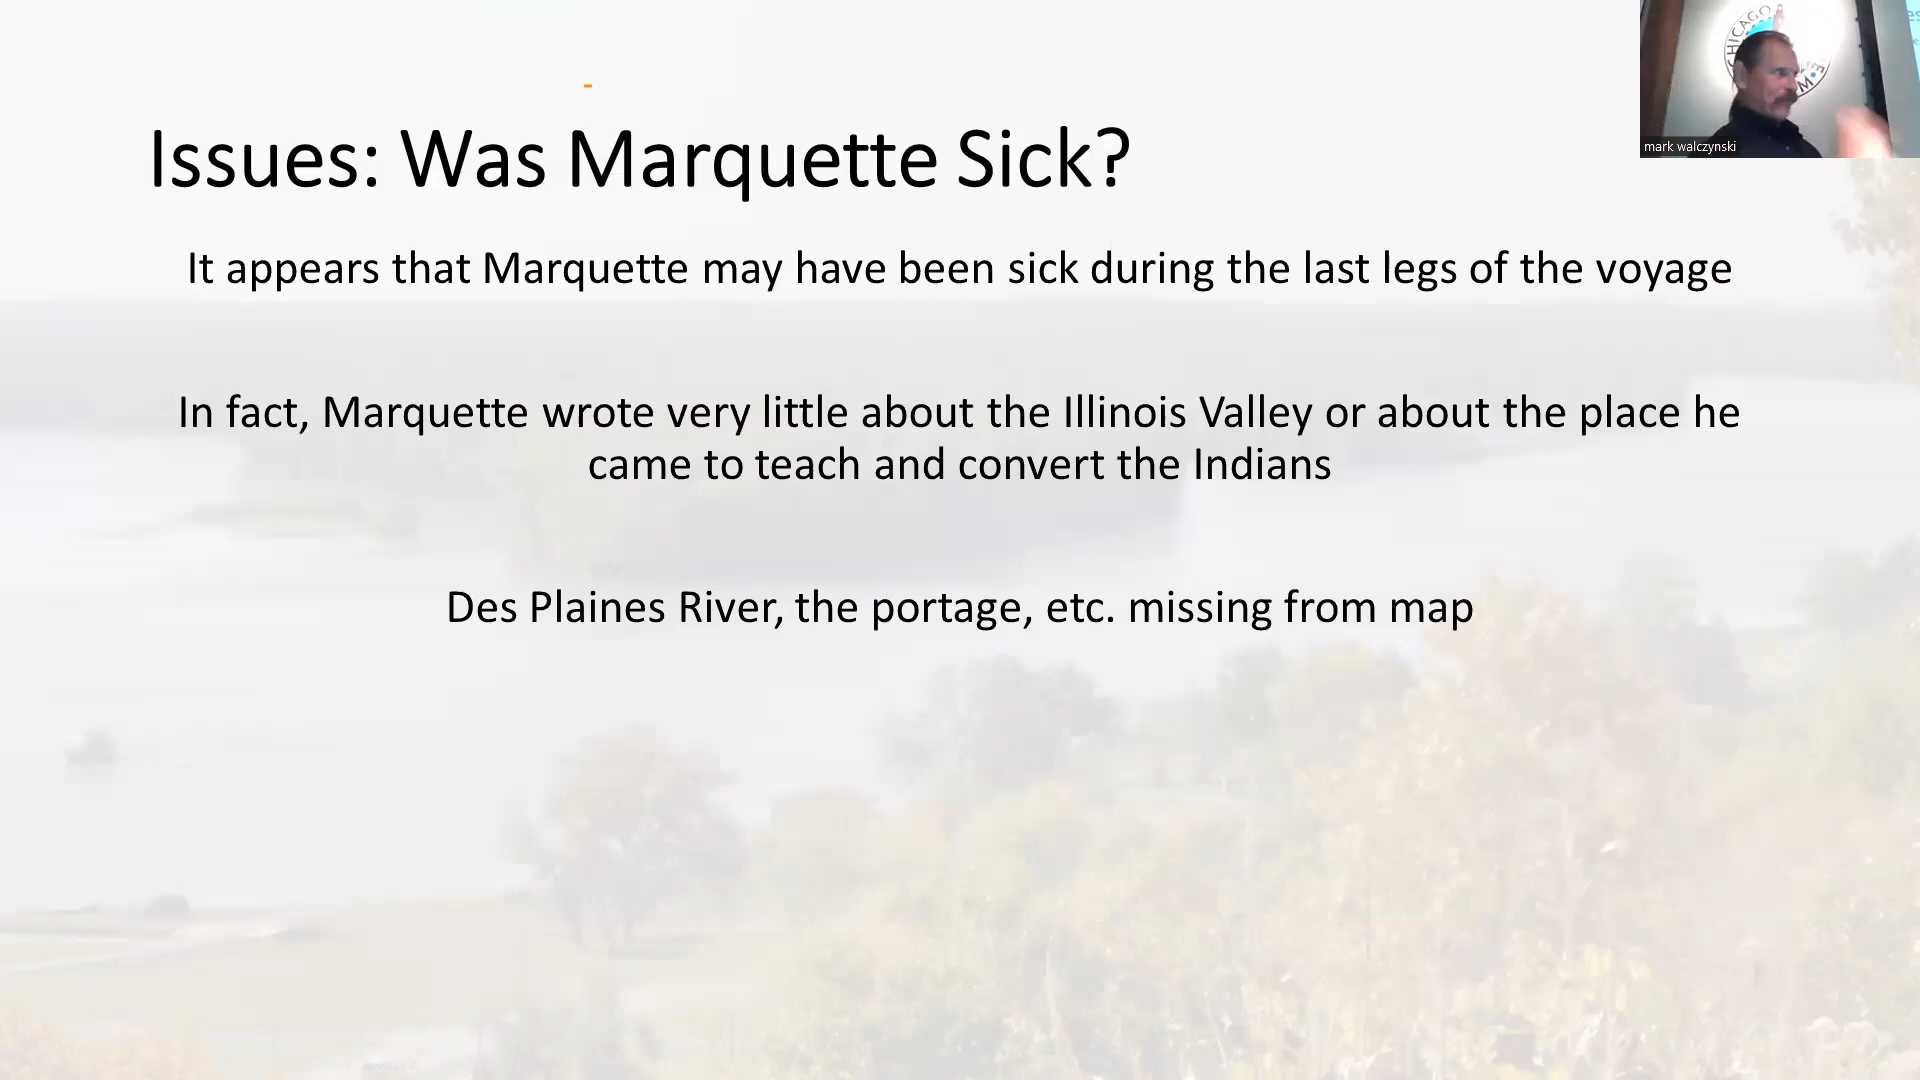 Issues: Was Marquette Sick?
It appears that Marquette may have been sick during the last legs of the voyage
In fact, Marquette wrote very little about the Illinois Valley or about the place he
came to teach and convert the Indians
Des Plaines River, the portage, etc. missing from map
CHICAGO
mark walczynski